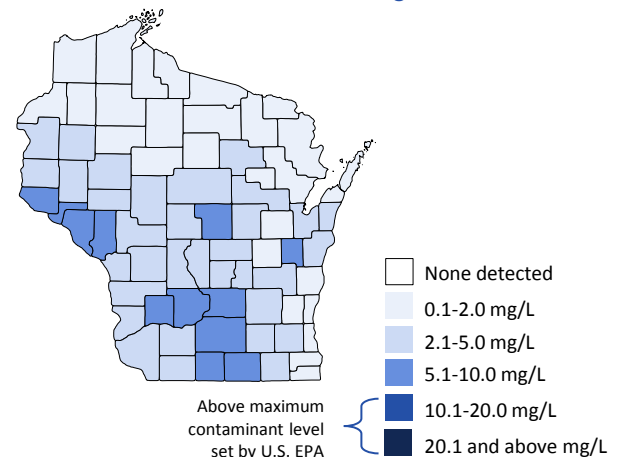 None detected
0.1-2.0 mg/L
2.1-5.0 mg/L
5.1-10.0 mg/L
10.1-20.0 mg/L
20.1 and above mg/L
Above maximum
contaminant level
set by U.S. EPA